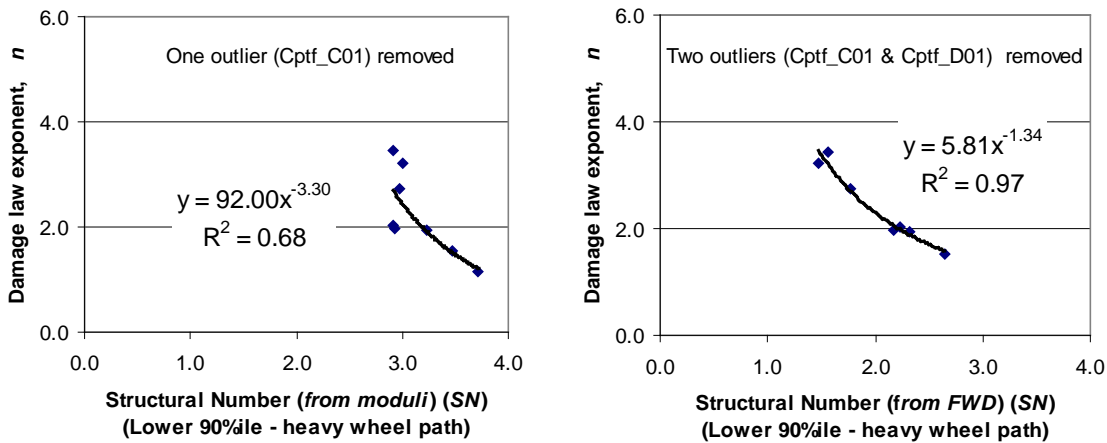 One outlier (Cptf_C01) removed
Damage law exponent, n
6.0
4.0
2.0
0.0
y = 92.00x^-3.30
R^2 = 0.68
0.0 1.0 2.0 3.0 4.0
Structural Number (from moduli) (SN)
(Lower 90%ile - heavy wheel path)
Two outliers (Cptf_C01 & Cptf_D01) removed
Damage law exponent, n
6.0
4.0
2.0
0.0
y = 5.81x^-1.34
R^2 = 0.97
0.0 1.0 2.0 3.0 4.0
Structural Number (from FWD) (SN)
(Lower 90%ile - heavy wheel path)